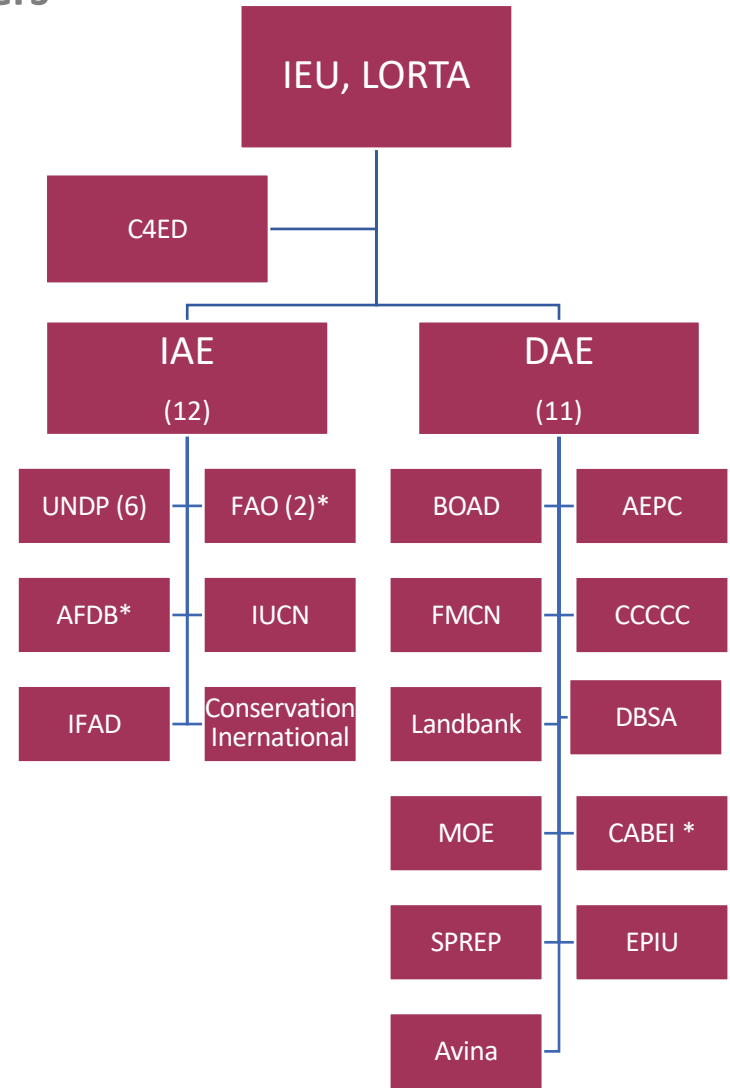 IEU, LORTA
C4ED
IAE
(12)
DAE
(11)
UNDP (6)
FAO (2)*
BOAD
AEPC
AFDB*
IUCN
FMCN
CCCCC
IFAD
Conservation
Inernational
Landbank
DBSA
MOE
CABEI *
SPREP
EPIU
Avina